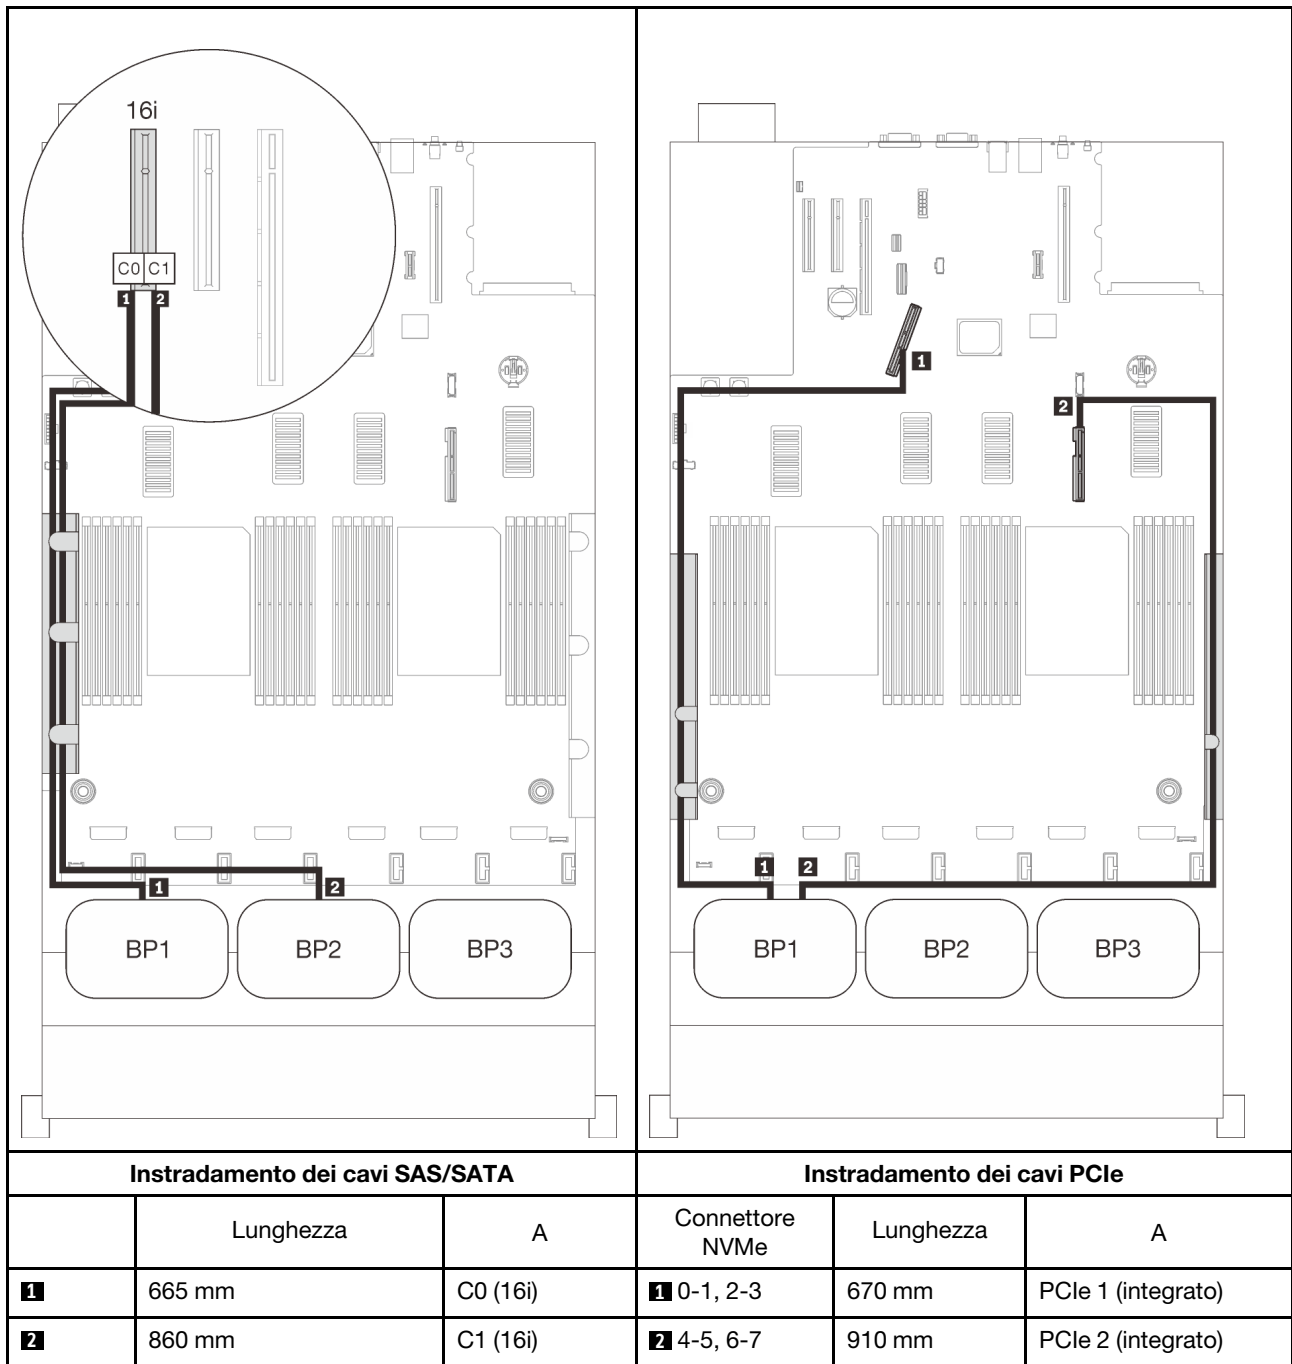 16i
C0 C1
1 2
1
2
1 2
BP1 BP2 BP3
1 2
BP1 BP2 BP3
Instradamento dei cavi SAS/SATA
Lunghezza A
1 665 mm C0 (16i)
2 860 mm C1 (16i)
Instradamento dei cavi PCIe
Connettore
NVMe Lunghezza A
1 0-1, 2-3 670 mm PCIe 1 (integrato)
2 4-5, 6-7 910 mm PCIe 2 (integrato)